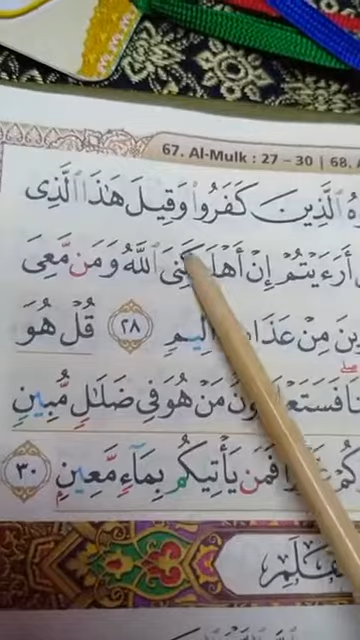 67. Al-Mulk : 27 - 30 | 68.
الَّذِينَ كَفَرُوا وَقِيلَ هَٰذَا الَّذِى
أَرَءَيْتُمْ إِنْ أَهْلَكَنِىَ اللَّهُ وَمَن مَّعِىَ
مِنْ عَذَابٍ أَلِيمٍ ٢٨ قُلْ هُوَ
فَسَتَعْلَمُونَ مَنْ هُوَ فِى ضَلَٰلٍ مُّبِينٍ
فَمَن يَأْتِيكُم بِمَآءٍ مَّعِينٍ ٣٠